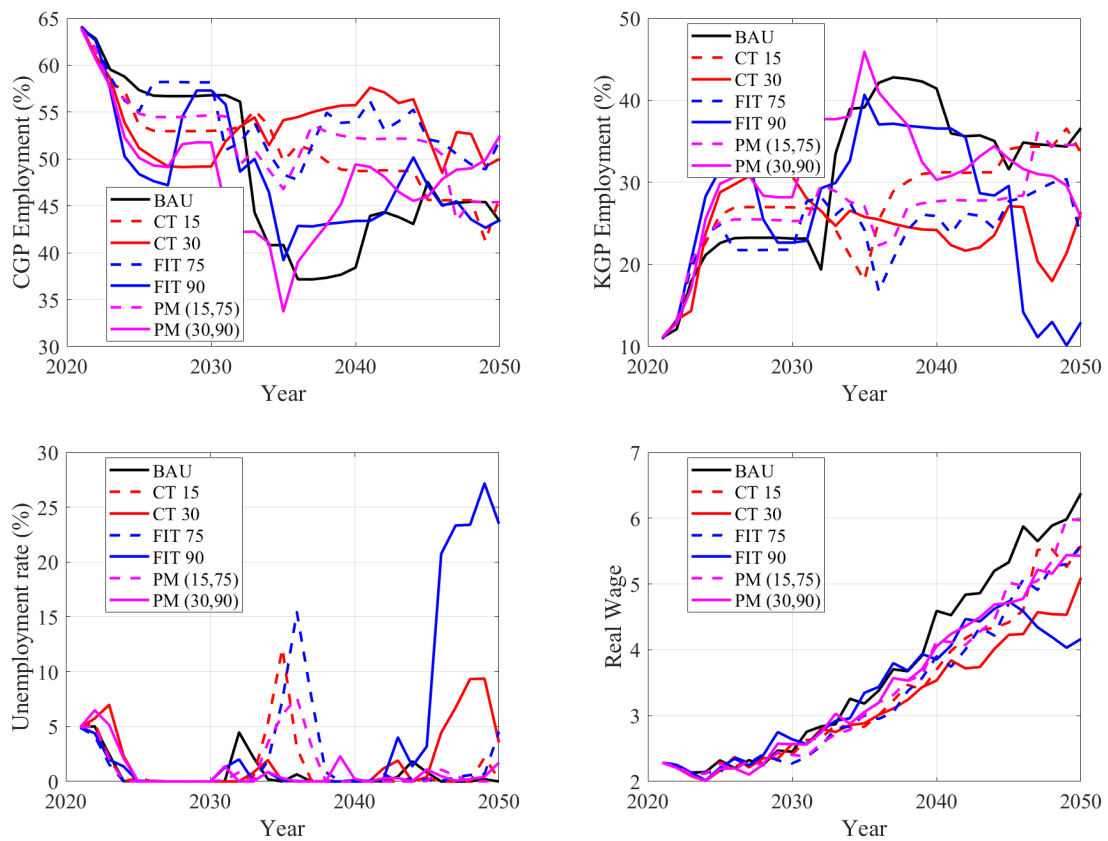 CGP Employment (%)
65
60
55
50
45
40
35
30
BAU
CT 15
CT 30
FIT 75
FIT 90
PM (15,75)
PM (30,90)
2020
2030
2040
2050
Year
KGP Employment (%)
50
40
30
20
10
BAU
CT 15
CT 30
FIT 75
FIT 90
PM (15,75)
PM (30,90)
2020
2030
2040
2050
Year
Unemployment rate (%)
30
25
20
15
10
5
0
BAU
CT 15
CT 30
FIT 75
FIT 90
PM (15,75)
PM (30,90)
2020
2030
2040
2050
Year
Real Wage
7
6
5
4
3
2
BAU
CT 15
CT 30
FIT 75
FIT 90
PM (15,75)
PM (30,90)
2020
2030
2040
2050
Year